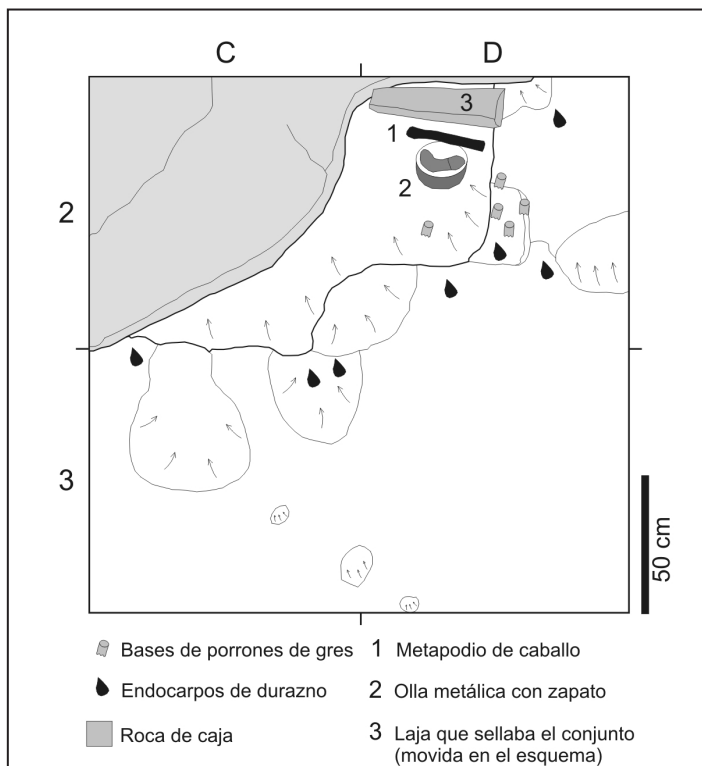 C D
3
1
2
2
3
50 cm
Bases de porrones de gres
Endocarpos de durazno
Roca de caja
1 Metapodio de caballo
2 Olla metálica con zapato
3 Laja que sellaba el conjunto
(movida en el esquema)